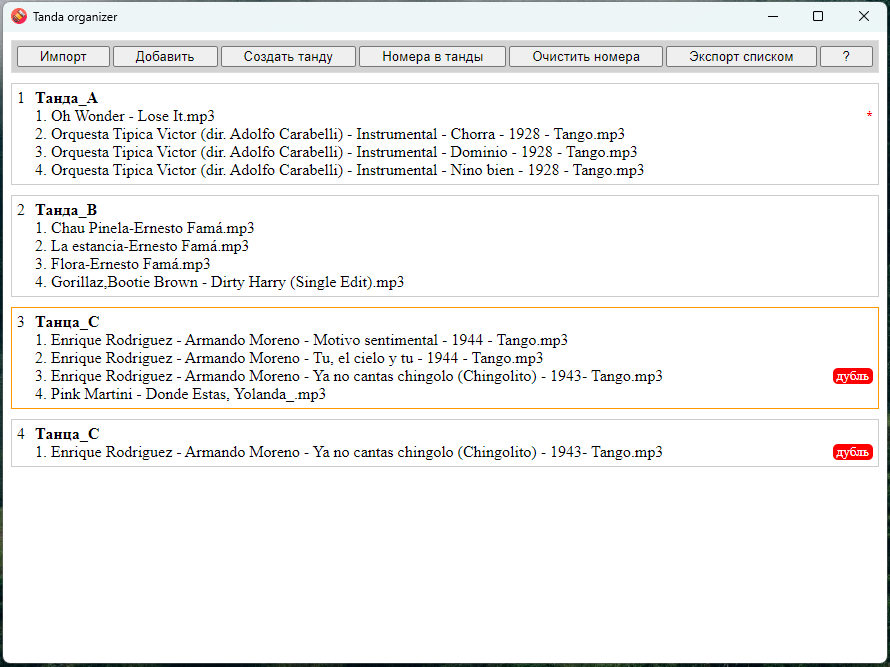 Tanda organizer
Импорт Добавить Создать танду Номера в танды Очистить номера Экспорт списком ?
1 Танда_A
1. Oh Wonder - Lose It.mp3 *
2. Orquesta Tipica Victor (dir. Adolfo Carabelli) - Instrumental - Chorra - 1928 - Tango.mp3
3. Orquesta Tipica Victor (dir. Adolfo Carabelli) - Instrumental - Dominio - 1928 - Tango.mp3
4. Orquesta Tipica Victor (dir. Adolfo Carabelli) - Instrumental - Nino bien - 1928 - Tango.mp3
2 Танда_B
1. Chau Pinela-Ernesto Famá.mp3
2. La estancia-Ernesto Famá.mp3
3. Flora-Ernesto Famá.mp3
4. Gorillaz,Bootie Brown - Dirty Harry (Single Edit).mp3
3 Танца_C
1. Enrique Rodriguez - Armando Moreno - Motivo sentimental - 1944 - Tango.mp3
2. Enrique Rodriguez - Armando Moreno - Tu, el cielo y tu - 1944 - Tango.mp3
3. Enrique Rodriguez - Armando Moreno - Ya no cantas chingolo (Chingolito) - 1943- Tango.mp3 дубль
4. Pink Martini - Donde Estas, Yolanda_.mp3
4 Танца_C
1. Enrique Rodriguez - Armando Moreno - Ya no cantas chingolo (Chingolito) - 1943- Tango.mp3 дубль